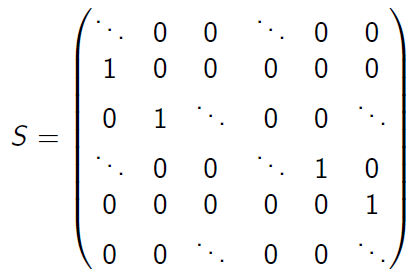 ⋱ 0 0 ⋱ 0 0
1 0 0 0 0 0
S = 0 1 ⋱ 0 0 ⋱
⋱ 0 0 ⋱ 1 0
0 0 0 0 0 1
0 0 ⋱ 0 0 ⋱